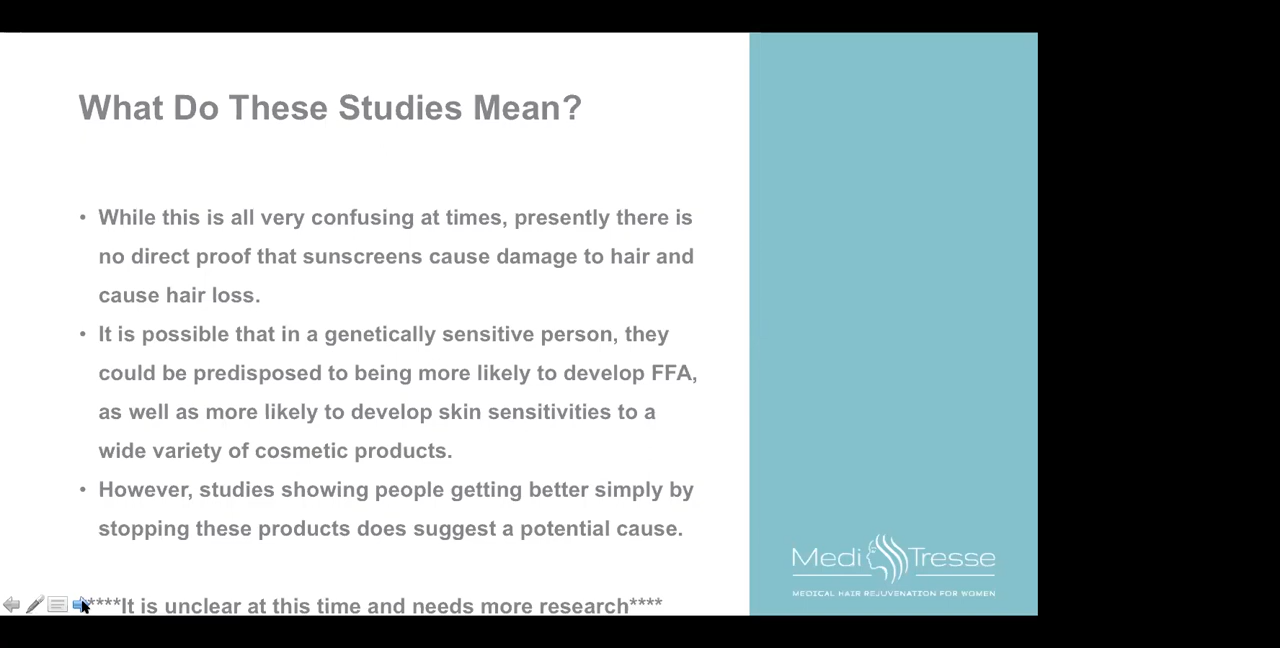 What Do These Studies Mean?
• While this is all very confusing at times, presently there is
no direct proof that sunscreens cause damage to hair and
cause hair loss.
• It is possible that in a genetically sensitive person, they
could be predisposed to being more likely to develop FFA,
as well as more likely to develop skin sensitivities to a
wide variety of cosmetic products.
• However, studies showing people getting better simply by
stopping these products does suggest a potential cause.
****It is unclear at this time and needs more research****
Medi Tresse
MEDICAL HAIR REJUVENATION FOR WOMEN